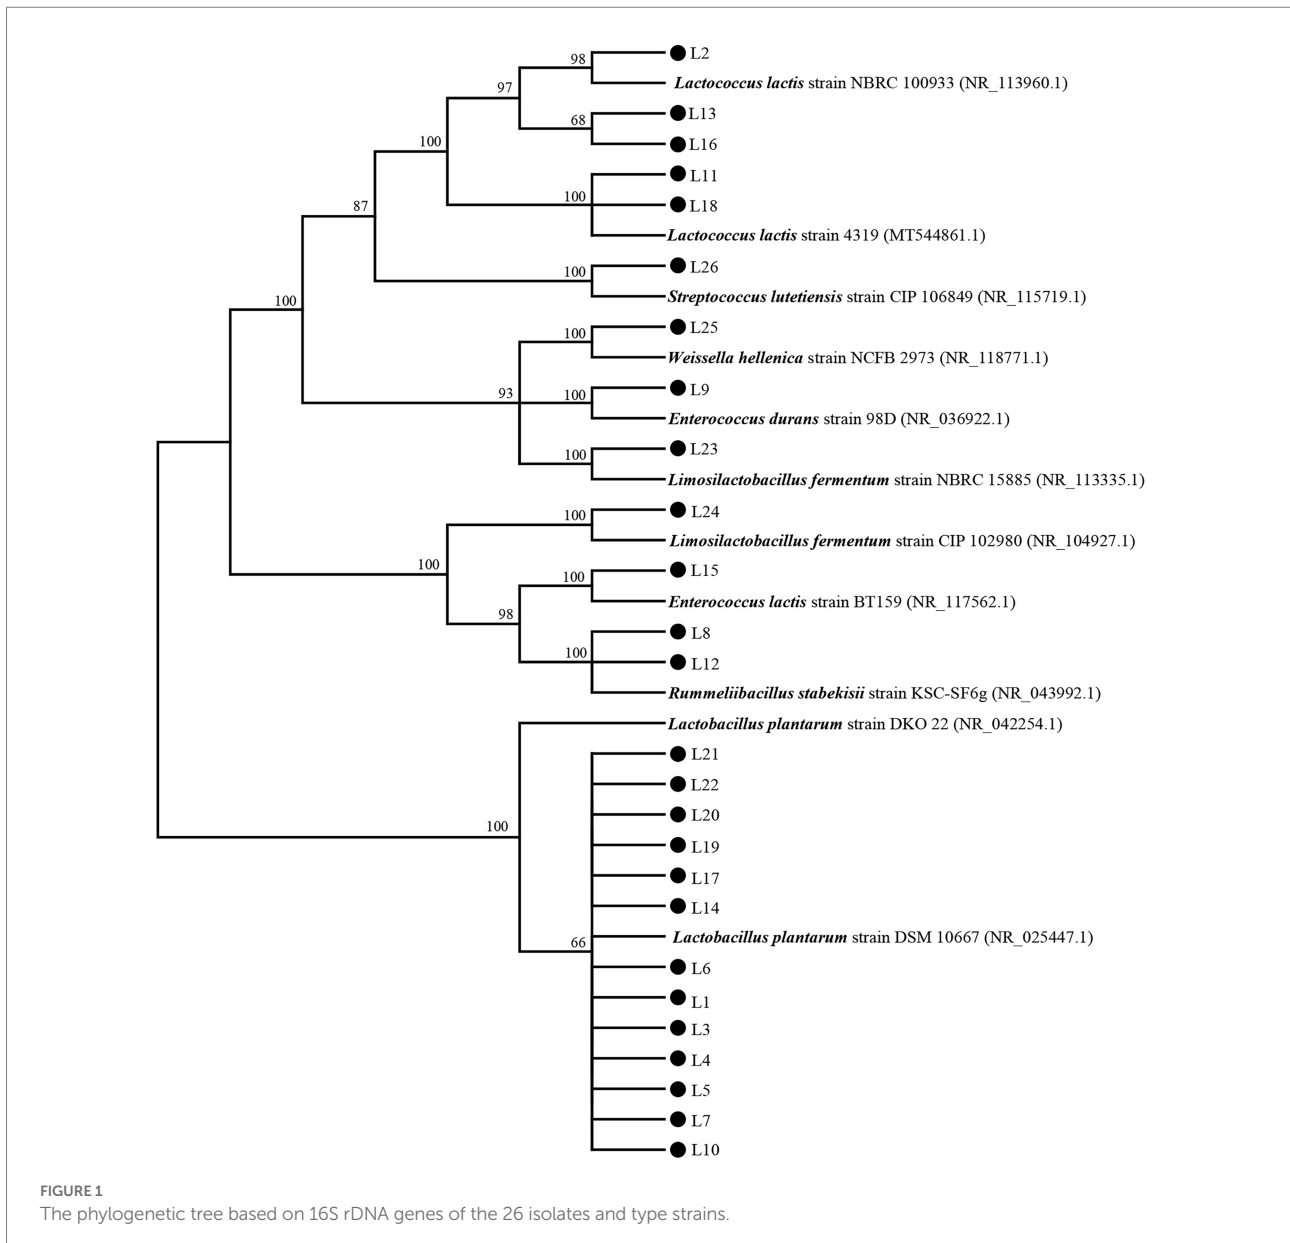 98
L2
Lactococcus lactis strain NBRC 100933 (NR_113960.1)
97
L13
68
L16
100
L11
100
L18
87
Lactococcus lactis strain 4319 (MT544861.1)
L26
100
Streptococcus lutetiensis strain CIP 106849 (NR_115719.1)
100
L25
100
Weissella hellenica strain NCFB 2973 (NR_118771.1)
93
L9
100
Enterococcus durans strain 98D (NR_036922.1)
L23
100
Limosilactobacillus fermentum strain NBRC 15885 (NR_113335.1)
L24
100
Limosilactobacillus fermentum strain CIP 102980 (NR_104927.1)
100
L15
100
Enterococcus lactis strain BT159 (NR_117562.1)
98
L8
100
L12
Rummeliibacillus stabekisii strain KSC-SF6g (NR_043992.1)
Lactobacillus plantarum strain DKO 22 (NR_042254.1)
L21
L22
L20
100
L19
L17
L14
Lactobacillus plantarum strain DSM 10667 (NR_025447.1)
66
L6
L1
L3
L4
L5
L7
L10
FIGURE 1
The phylogenetic tree based on 16S rDNA genes of the 26 isolates and type strains.